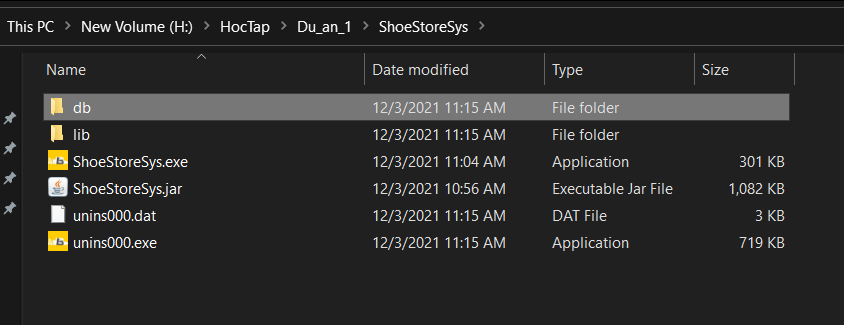 This PC > New Volume (H:) > HocTap > Du_an_1 > ShoeStoreSys >
Name Date modified Type Size
db 12/3/2021 11:15 AM File folder
lib 12/3/2021 11:15 AM File folder
ShoeStoreSys.exe 12/3/2021 11:04 AM Application 301 KB
ShoeStoreSys.jar 12/3/2021 10:56 AM Executable Jar File 1,082 KB
unins000.dat 12/3/2021 11:15 AM DAT File 3 KB
unins000.exe 12/3/2021 11:15 AM Application 719 KB